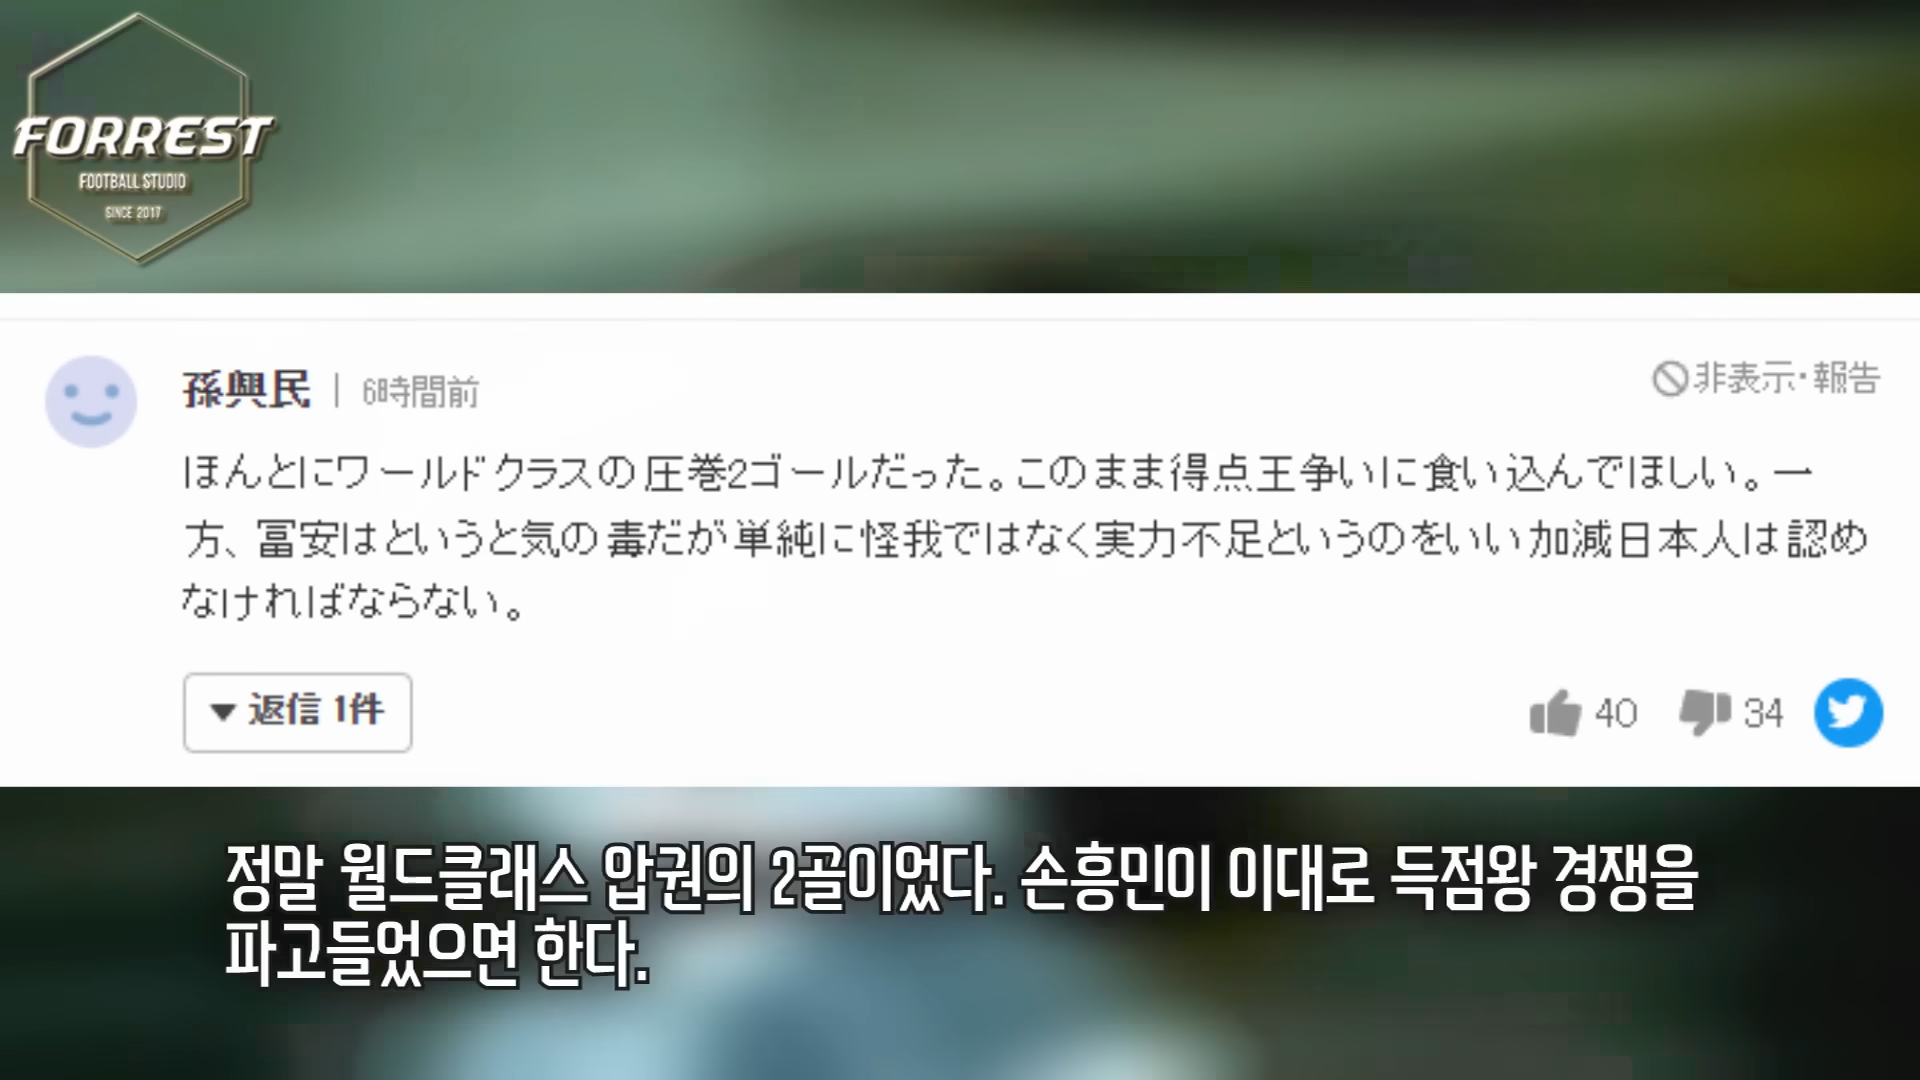 FORREST
FOOTBALL STUDIO
SINCE 2017
孫興民 | 6時間前
非表示・報告
ほんとにワールドクラスの圧巻2ゴールだった。このまま得点王争いに食い込んでほしい。一
方、冨安はというと気の毒だが単純に怪我ではなく実力不足というのをいい加減日本人は認め
なければならない。
返信 1件
40
34
정말 월드클래스 압권의 2골이었다. 손흥민이 이대로 득점왕 경쟁을
파고들었으면 한다.